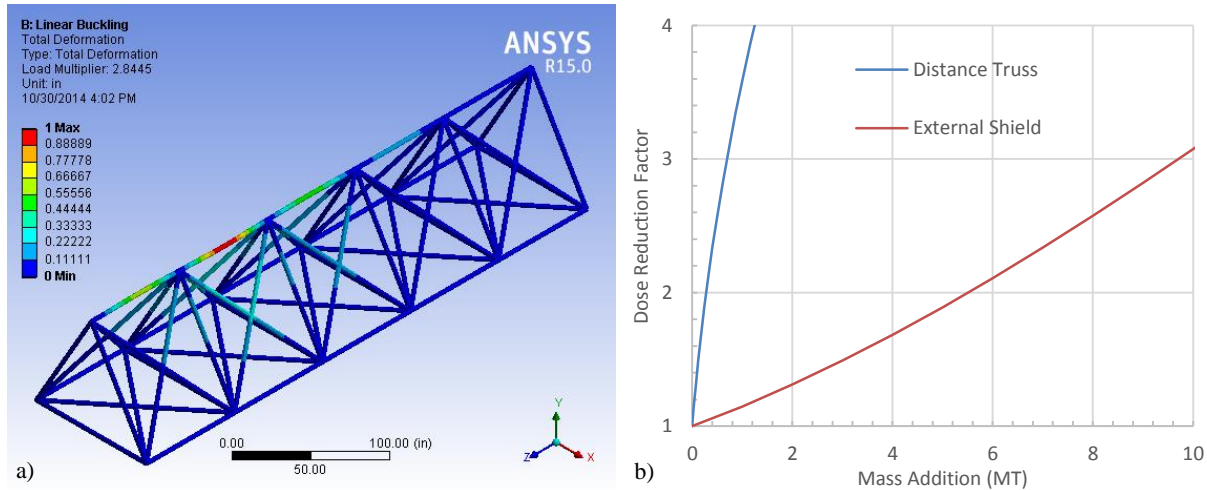 B: Linear Buckling
Total Deformation
Type: Total Deformation
Load Multiplier: 2.8445
Unit: in
10/30/2014 4:02 PM
ANSYS
R15.0
1 Max
0.88889
0.77778
0.66667
0.55556
0.44444
0.33333
0.22222
0.11111
0 Min
0.00
100.00 (in)
50.00
Y
Z
X
a)
4
3
2
1
Dose Reduction Factor
Distance Truss
External Shield
0 2 4 6 8 10
Mass Addition (MT)
b)